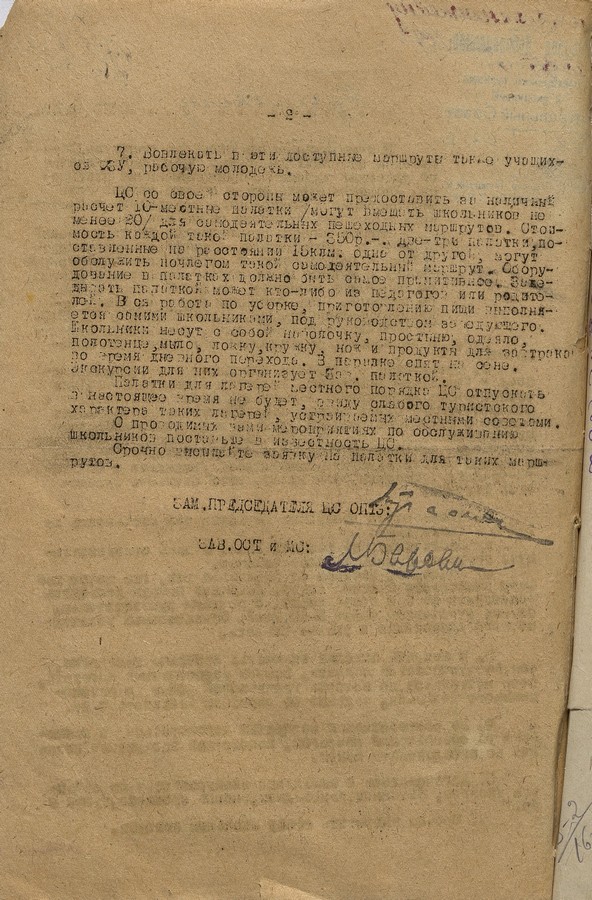 - 2 -
7. Вовлекать в эти доступные маршруты также учащих-
ся ФЗУ, рабочую молодежь.
ЦС со своей стороны может предоставить за наличный
расчет 10-местные палатки /могут вмещать школьников не
менее 20/ для самодеятельных пешеходных маршрутов. Стои-
мость каждой такой палатки - 350р.-. Две-три палатки, по-
ставленные на расстоянии 15клм. одна от другой, могут
обслужить ночлегом такой самодеятельный маршрут. Обору-
дование в палатках должно быть самое примитивное. Заве-
дывать палаткой может кто-либо из педагогов или родите-
лей. Вся работа по уборке, приготовлению пищи выполня-
ется самими школьниками, под руководством заведующего.
Школьники несут с собой наволочку, простыню, одеяло,
полотенце, мыло, ложку, кружку, нож и продукты для завтрака
во время дневного перехода. В палатке спят на сене.
Экскурсии для них организует Зав. палаткой.
Палатки для лагерей местного порядка ЦС отпускать
в настоящее время не будет, ввиду слабого туристского
характера таких лагерей, устраиваемых местными советами.
О проводимых вами мероприятиях по обслуживанию
школьников поставьте в известность ЦС.
Срочно высылайте заявку на палатки для таких марш-
рутов.
ЗАМ.ПРЕДСЕДАТЕЛЯ ЦС ОПТЭ:
ЗАВ.ОСТ и МС: